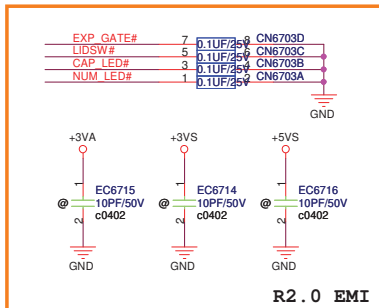 EXP_GATE# 7 0.1UF/25V 8 CN6703D
LIDSW# 5 0.1UF/25V 6 CN6703C
CAP_LED# 3 0.1UF/25V 4 CN6703B
NUM_LED# 1 0.1UF/25V 2 CN6703A
GND
+3VA +3VS +5VS
1 1 1
EC6715 EC6714 EC6716
@ 10PF/50V @ 10PF/50V @ 10PF/50V
c0402 c0402 c0402
2 2 2
GND GND GND
R2.0 EMI